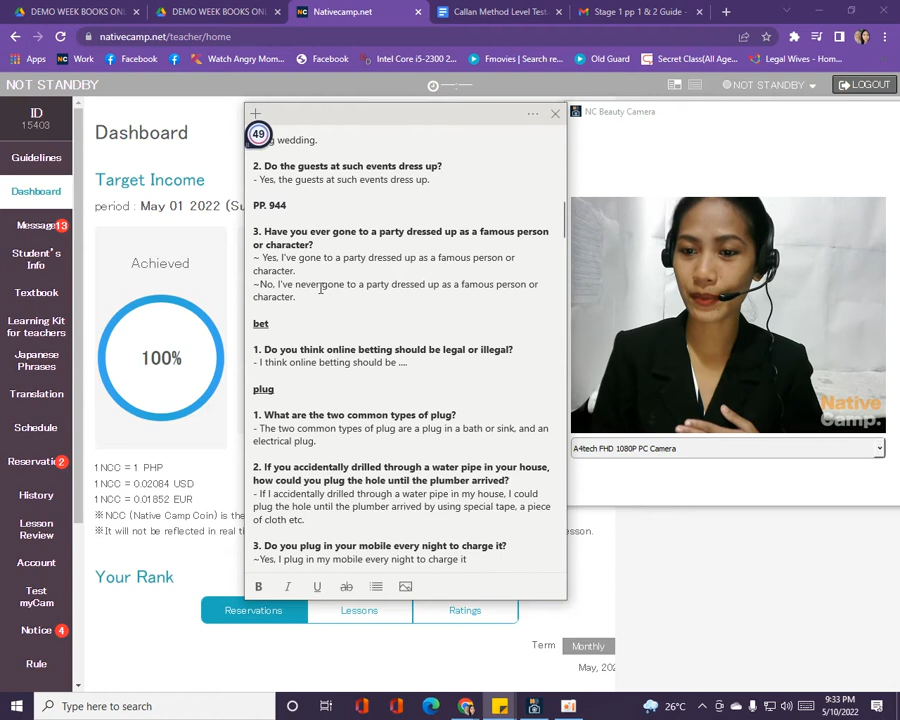 DEMO WEEK BOOKS ONL
DEMO WEEK BOOKS ONL
Nativecamp.net
Callan Method Level Test.
Stage 1 pp 1 & 2 Guide -
nativecamp.net/teacher/home
Apps
Work
Facebook
Watch Angry Mom...
Facebook
Intel Core i5-2300 2...
Fmovies | Search re...
Old Guard
Secret Class(All Age...
Legal Wives - Hom...
NOT STANDBY
NOT STANDBY
LOGOUT
ID
15403
Guidelines
Dashboard
Message
13
Student's
Info
Textbook
Learning Kit
for teachers
Japanese
Phrases
Translation
Schedule
Reservatio
2
History
Lesson
Review
Account
Test
myCam
Notice
4
Rule
Dashboard
Target Income
period : May 01 2022 (Su
Achieved
100%
1NCC = 1 PHP
1NCC = 0.02084 USD
1NCC = 0.01852 EUR
※NCC (Native Camp Coin) is the
※It will not be reflected in real ti
esson.
Your Rank
Reservations
Lessons
Ratings
Term
Monthly
May, 202
49
wedding.
2. Do the guests at such events dress up?
- Yes, the guests at such events dress up.
PP. 944
3. Have you ever gone to a party dressed up as a famous person
or character?
~ Yes, I've gone to a party dressed up as a famous person or
character.
~No, I've never gone to a party dressed up as a famous person or
character.
bet
1. Do you think online betting should be legal or illegal?
- I think online betting should be ....
plug
1. What are the two common types of plug?
- The two common types of plug are a plug in a bath or sink, and an
electrical plug.
2. If you accidentally drilled through a water pipe in your house,
how could you plug the hole until the plumber arrived?
- If I accidentally drilled through a water pipe in my house, I could
plug the hole until the plumber arrived by using special tape, a piece
of cloth etc.
3. Do you plug in your mobile every night to charge it?
~Yes, I plug in my mobile every night to charge it
B I U ab
NC Beauty Camera
Native
Camp.
A4tech FHD 1080P PC Camera
Type here to search
26°C
9:33 PM
5/10/2022